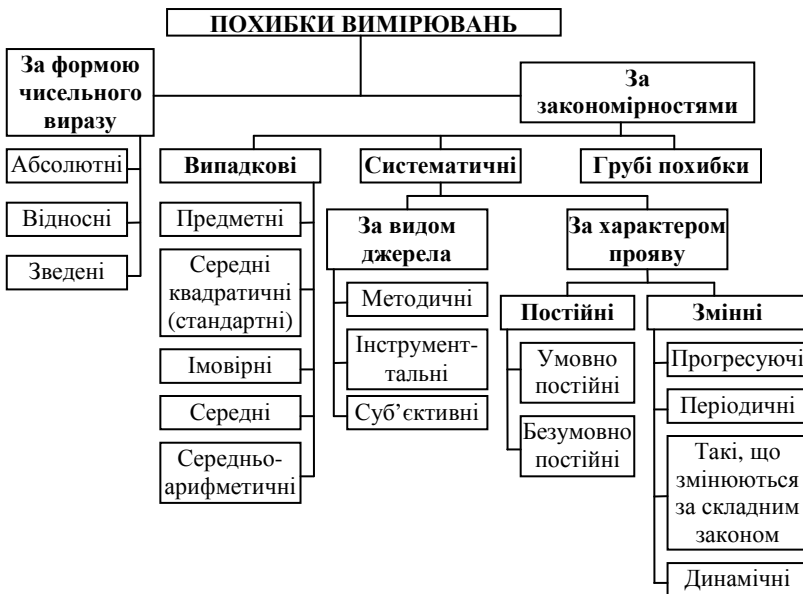 ПОХИБКИ ВИМІРЮВАНЬ
За формою
чисельного
виразу
Абсолютні
Відносні
Зведені
За
закономірностями
Випадкові
Предметні
Середні
квадратичні
(стандартні)
Імовірні
Середні
Середньо-
арифметичні
Систематичні
За видом
джерела
Методичні
Інструмент-
тальні
Суб’єктивні
За характером
прояву
Постійні
Умовно
постійні
Безумовно
постійні
Змінні
Прогресуючі
Періодичні
Такі, що
змінюються
за складним
законом
Динамічні
Грубі похибки